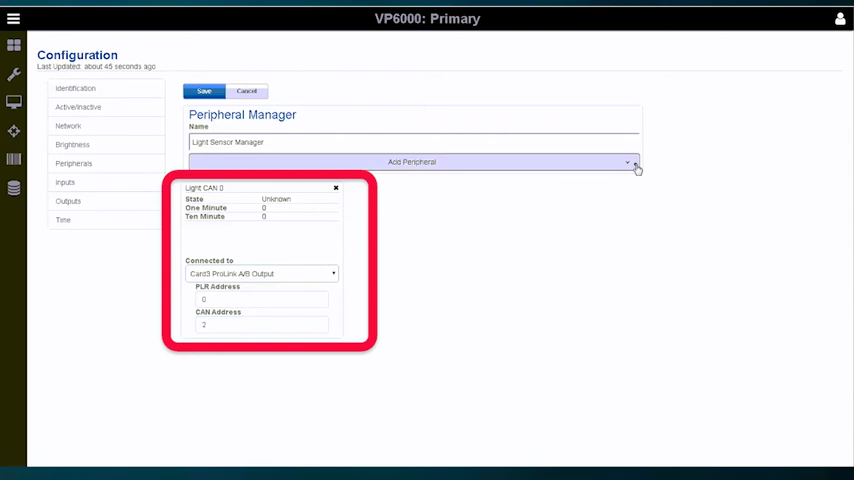 VP6000: Primary
Configuration
Last Updated: about 45 seconds ago
Identification
Active/Inactive
Network
Brightness
Peripherals
Inputs
Outputs
Time
Save
Cancel
Peripheral Manager
Name
Light Sensor Manager
Add Peripheral
Light CAN 0
State Unknown
One Minute 0
Ten Minute 0
Connected to
Card3 ProLink A/B Output
PLR Address
0
CAN Address
2